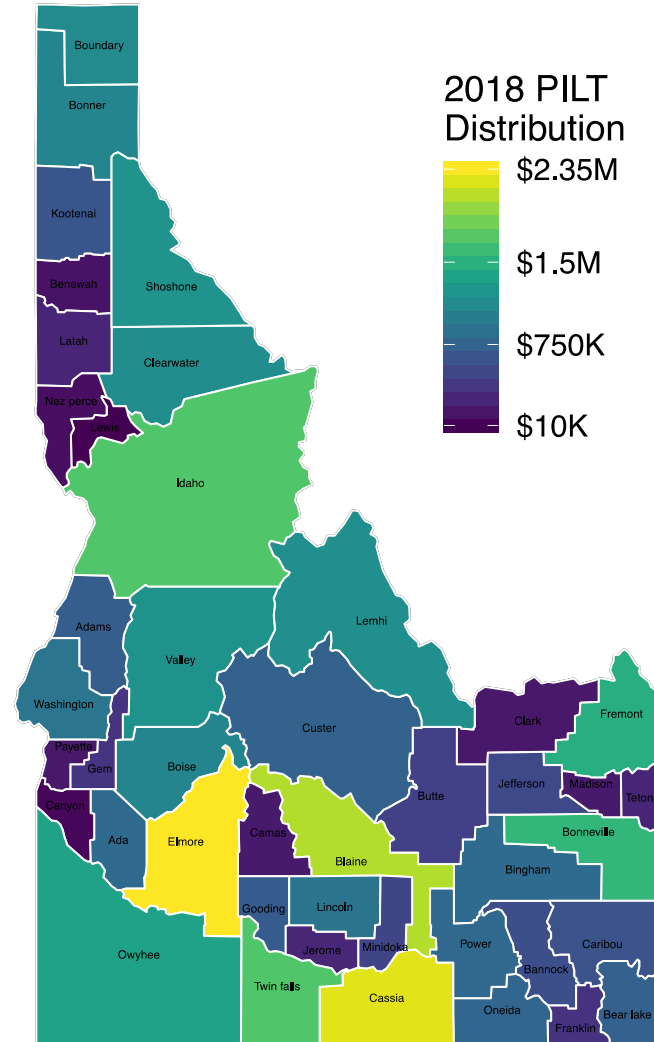 2018 PILT
Distribution
$2.35M
$1.5M
$750K
$10K
Boundary
Bonner
Kootenai
Benewah
Shoshone
Latah
Clearwater
Nez perce
Lewis
Idaho
Adams
Lemhi
Valley
Washington
Custer
Clark
Fremont
Payette
Gem
Boise
Butte
Jefferson
Madison
Teton
Canyon
Ada
Elmore
Camas
Blaine
Bonneville
Bingham
Gooding
Lincoln
Owyhee
Jerome
Minidoka
Power
Caribou
Bannock
Twin falls
Cassia
Oneida
Franklin
Bear lake